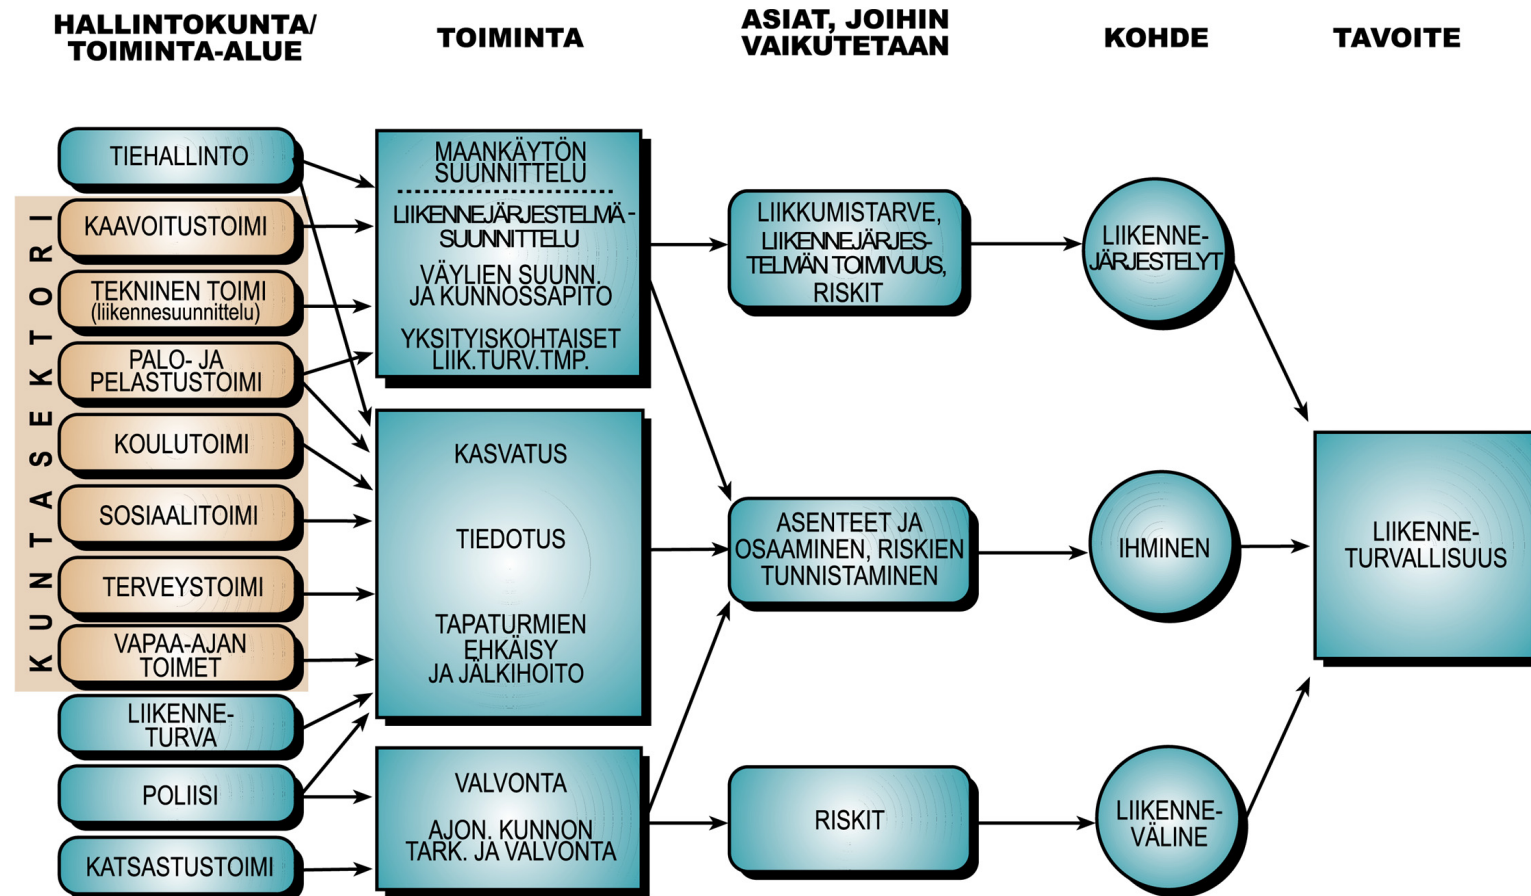 HALLINTOKUNTA/
TOIMINTA-ALUE
TOIMINTA
ASIAT, JOIHIN
VAIKUTETAAN
KOHDE
TAVOITE
KUNTASEKTORI
TIEHALLINTO
KAAVOITUSTOIMI
TEKNINEN TOIMI
(liikennesuunnittelu)
PALO- JA
PELASTUSTOIMI
KOULUTOIMI
SOSIAALITOIMI
TERVEYSTOIMI
VAPAA-AJAN
TOIMET
LIIKENNE-
TURVA
POLIISI
KATSASTUSTOIMI
MAANKÄYTÖN
SUUNNITTELU
LIIKENNEJÄRJESTELMÄ-
SUUNNITTELU
VÄYLIEN SUUNN.
JA KUNNOSSAPITO
YKSITYISKOHTAISET
LIIK.TURV.TMP.
KASVATUS
TIEDOTUS
TAPATURMIEN
EHKÄISY
JA JÄLKIHOITO
VALVONTA
AJON. KUNNON
TARK. JA VALVONTA
LIIKKUMISTARVE,
LIIKENNEJÄRJES-
TELMÄN TOIMIVUUS,
RISKIT
ASENTEET JA
OSAAMINEN, RISKIEN
TUNNISTAMINEN
RISKIT
LIIKENNE-
JÄRJESTELYT
IHMINEN
LIIKENNE-
VÄLINE
LIIKENNE-
TURVALLISUUS